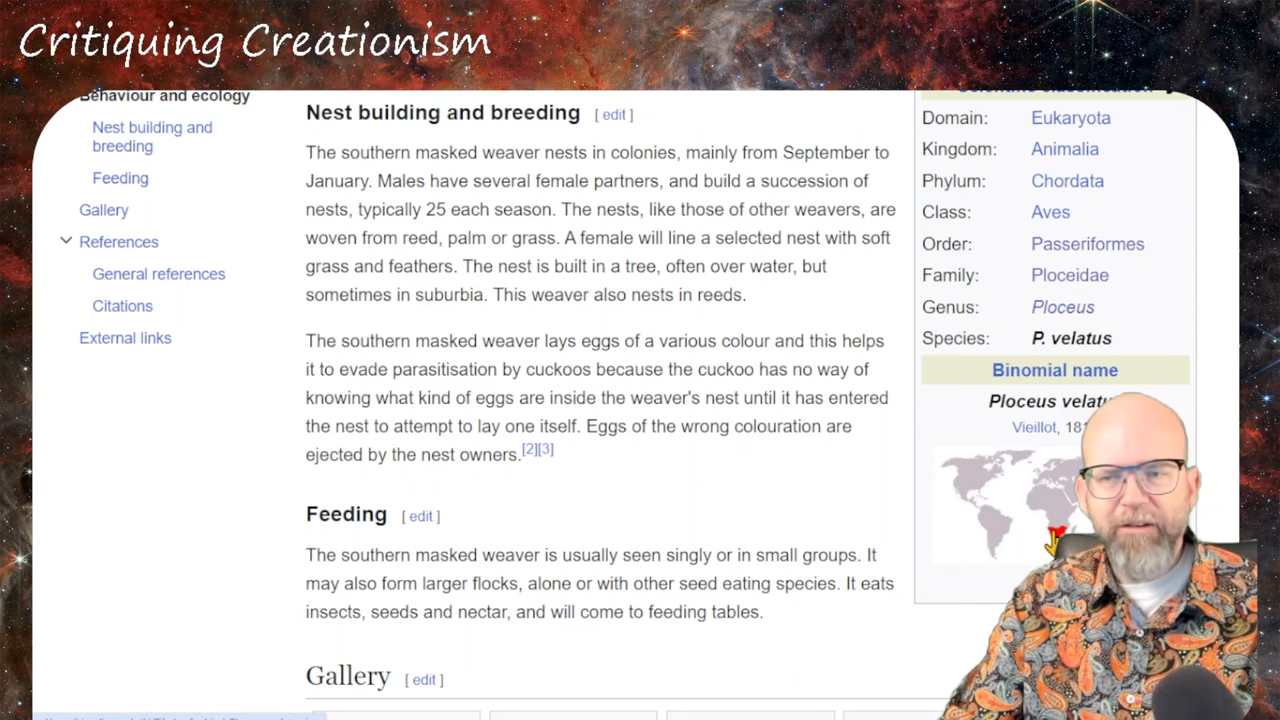 Critiquing Creationism
Behaviour and ecology
Nest building and
breeding
Feeding
Gallery
References
General references
Citations
External links
Nest building and breeding [ edit ]
The southern masked weaver nests in colonies, mainly from September to
January. Males have several female partners, and build a succession of
nests, typically 25 each season. The nests, like those of other weavers, are
woven from reed, palm or grass. A female will line a selected nest with soft
grass and feathers. The nest is built in a tree, often over water, but
sometimes in suburbia. This weaver also nests in reeds.
The southern masked weaver lays eggs of a various colour and this helps
it to evade parasitisation by cuckoos because the cuckoo has no way of
knowing what kind of eggs are inside the weaver's nest until it has entered
the nest to attempt to lay one itself. Eggs of the wrong colouration are
ejected by the nest owners.[2][3]
Feeding [ edit ]
The southern masked weaver is usually seen singly or in small groups. It
may also form larger flocks, alone or with other seed eating species. It eats
insects, seeds and nectar, and will come to feeding tables.
Gallery [ edit ]
Domain: Eukaryota
Kingdom: Animalia
Phylum: Chordata
Class: Aves
Order: Passeriformes
Family: Ploceidae
Genus: Ploceus
Species: P. velatus
Binomial name
Ploceus velatu
Vieillot, 181